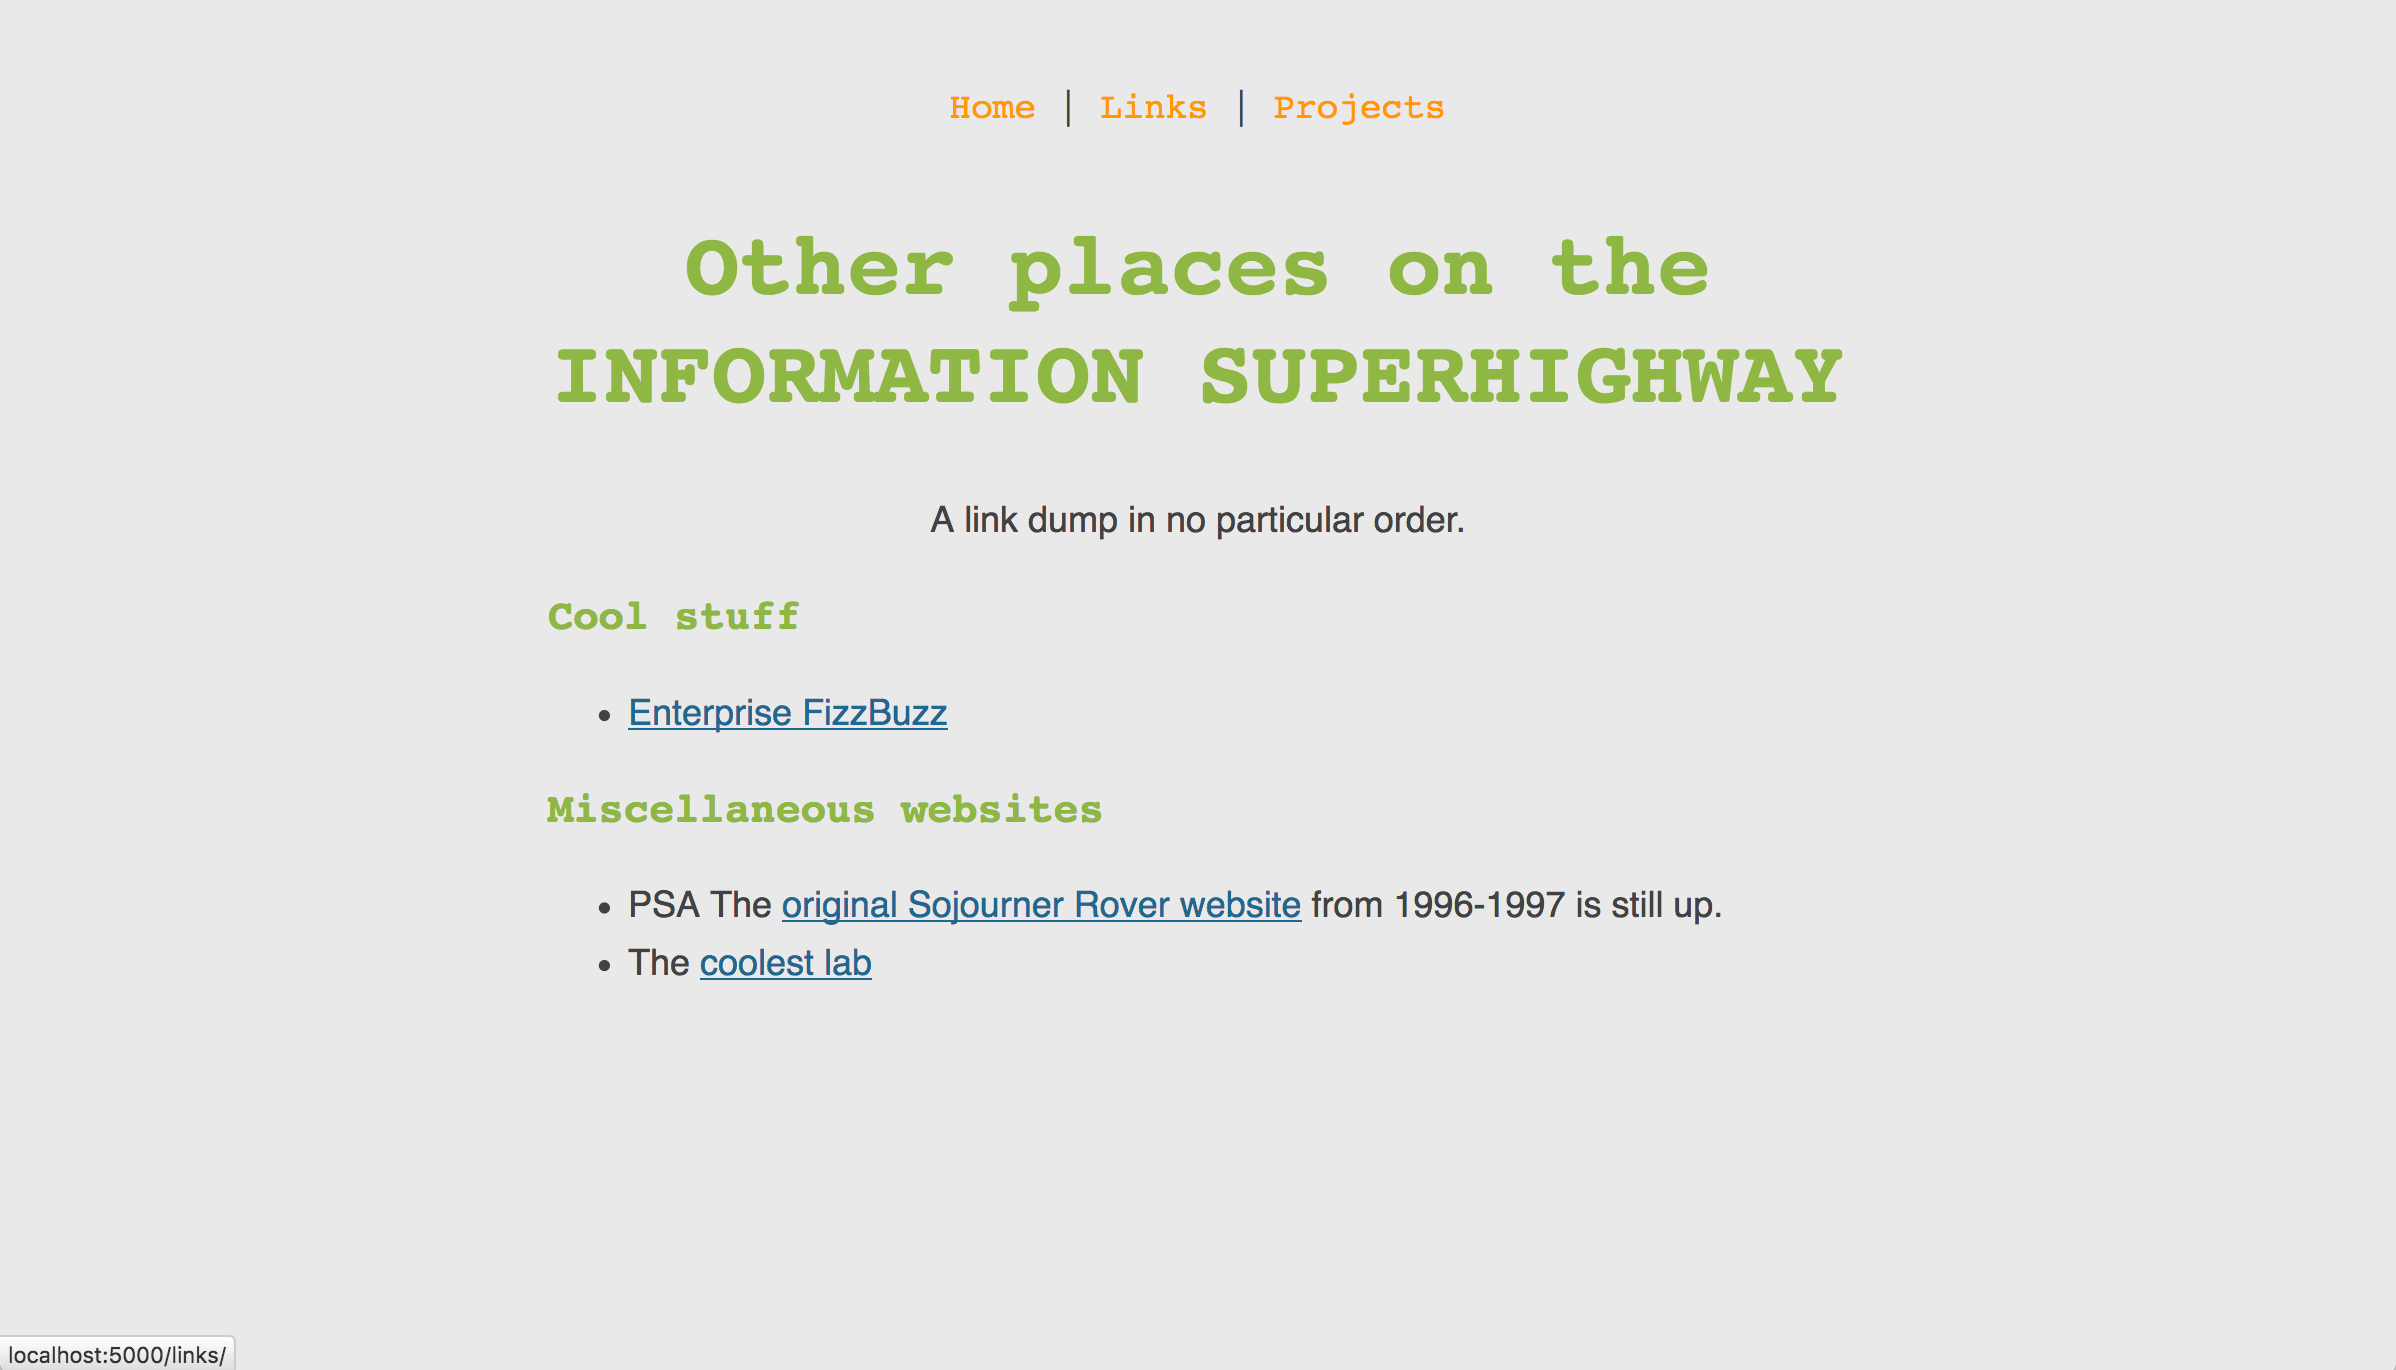 Home | Links | Projects
Other places on the
INFORMATION SUPERHIGHWAY
A link dump in no particular order.
Cool stuff
• Enterprise FizzBuzz
Miscellaneous websites
• PSA The original Sojourner Rover website from 1996-1997 is still up.
• The coolest lab
localhost:5000/links/